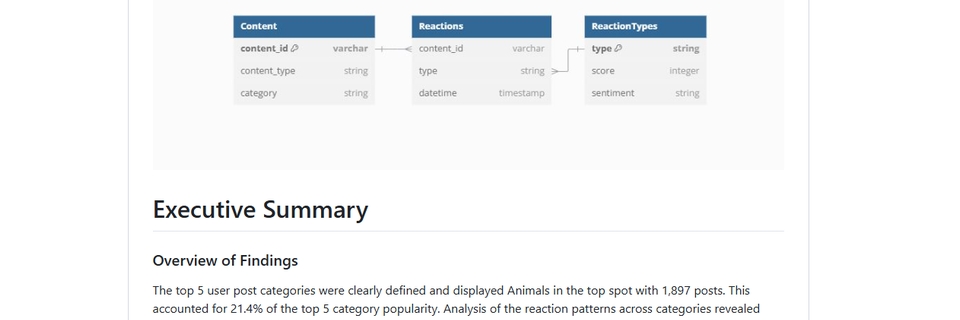 Content Reactions ReactionTypes
content_id varchar content_id varchar type string
content_type string type string score integer
category string datetime timestamp sentiment string
Executive Summary
Overview of Findings
The top 5 user post categories were clearly defined and displayed Animals in the top spot with 1,897 posts. This
accounted for 21.4% of the top 5 category popularity. Analysis of the reaction patterns across categories revealed